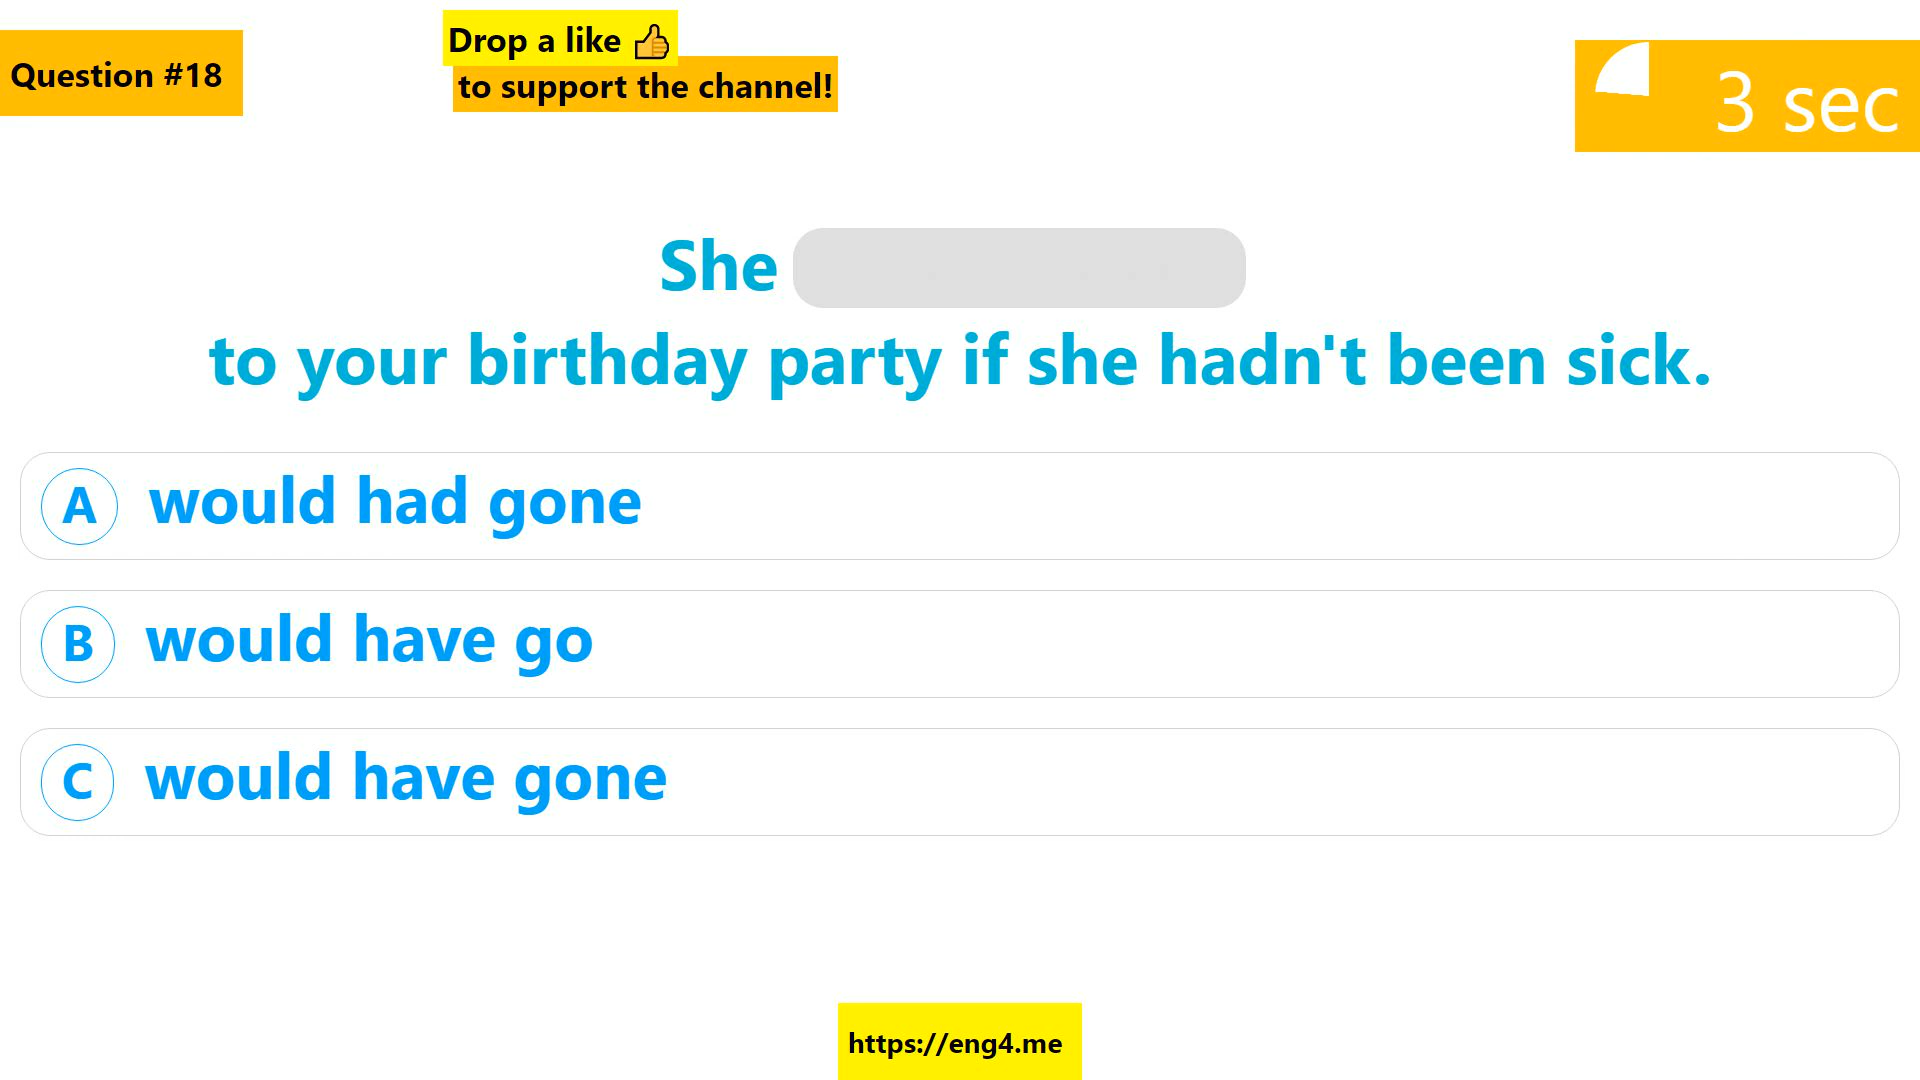 Question #18
Drop a like 👍
to support the channel!
3 sec
She
to your birthday party if she hadn't been sick.
A would had gone
B would have go
C would have gone
https://eng4.me